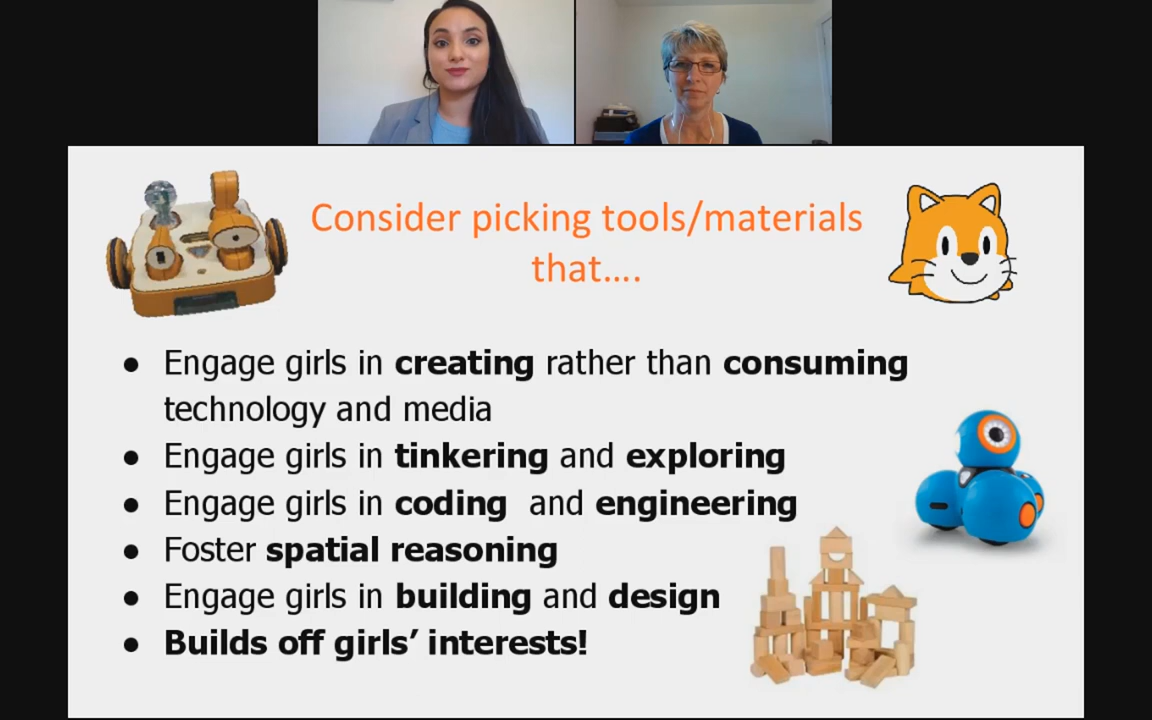 Consider picking tools/materials
that....
● Engage girls in creating rather than consuming
technology and media
● Engage girls in tinkering and exploring
● Engage girls in coding and engineering
● Foster spatial reasoning
● Engage girls in building and design
● Builds off girls’ interests!